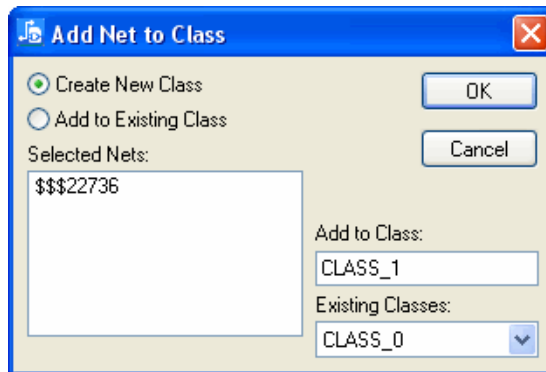 Add Net to Class
Create New Class
OK
Add to Existing Class
Selected Nets:
Cancel
$$$22736
Add to Class:
CLASS_1
Existing Classes:
CLASS_0